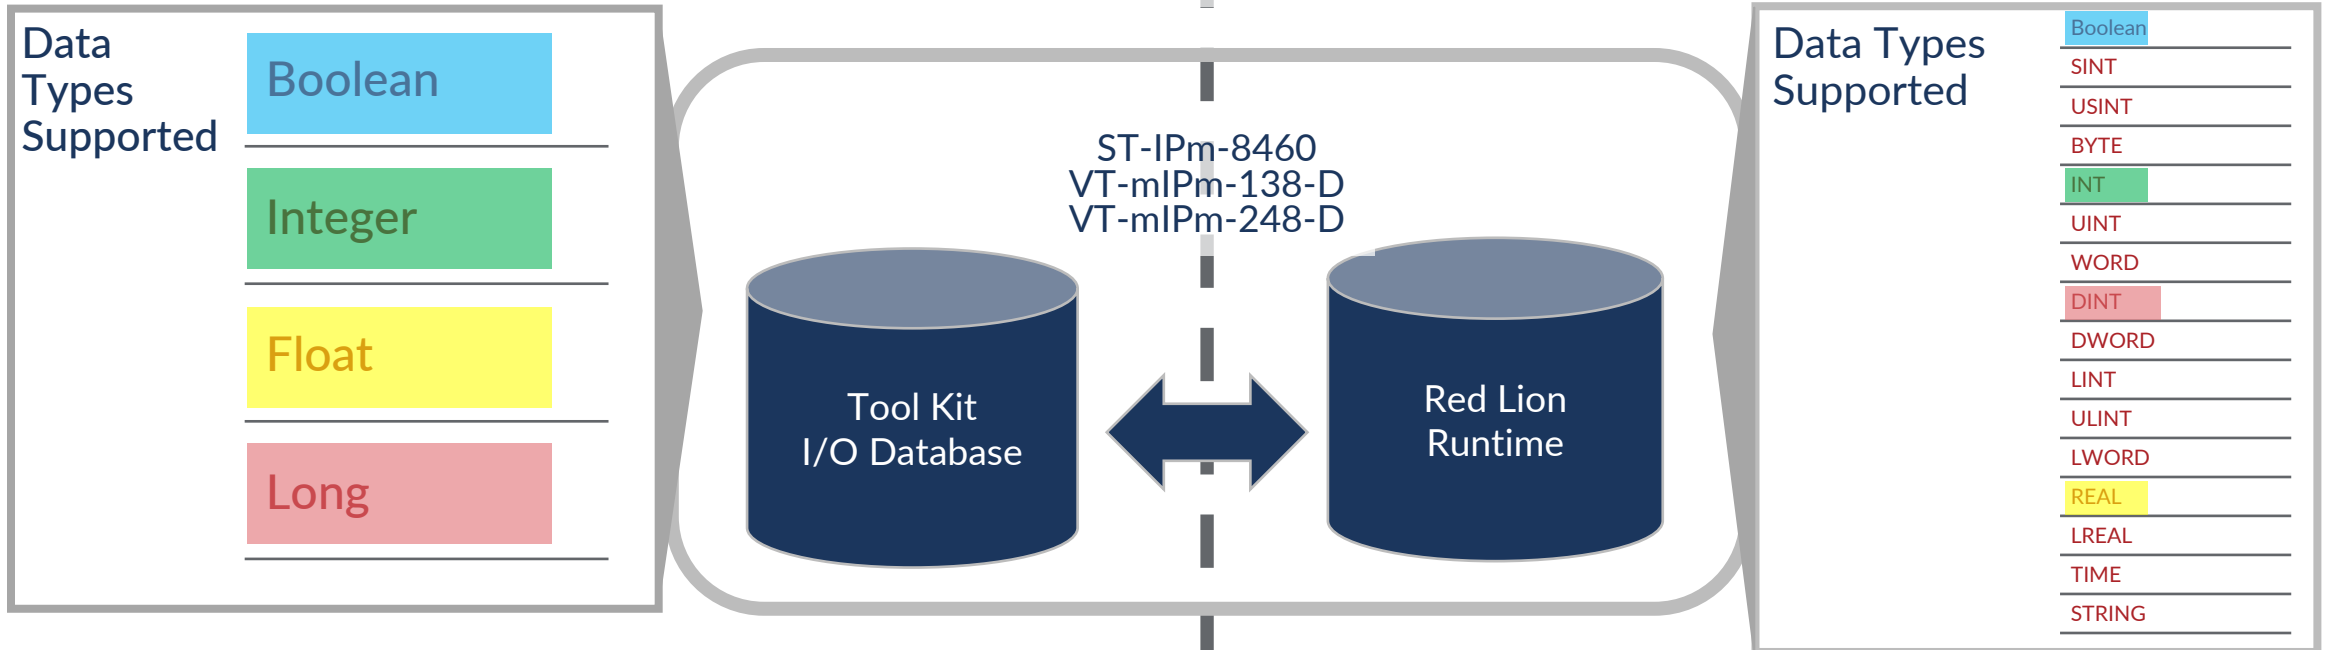 Data
Types
Supported
Boolean
Integer
Float
Long
ST-IPm-8460
VT-mIPm-138-D
VT-mIPm-248-D
Tool Kit
I/O Database
Red Lion
Runtime
Data Types
Supported
Boolean
SINT
USINT
BYTE
INT
UINT
WORD
DINT
DWORD
LINT
ULINT
LWORD
REAL
LREAL
TIME
STRING